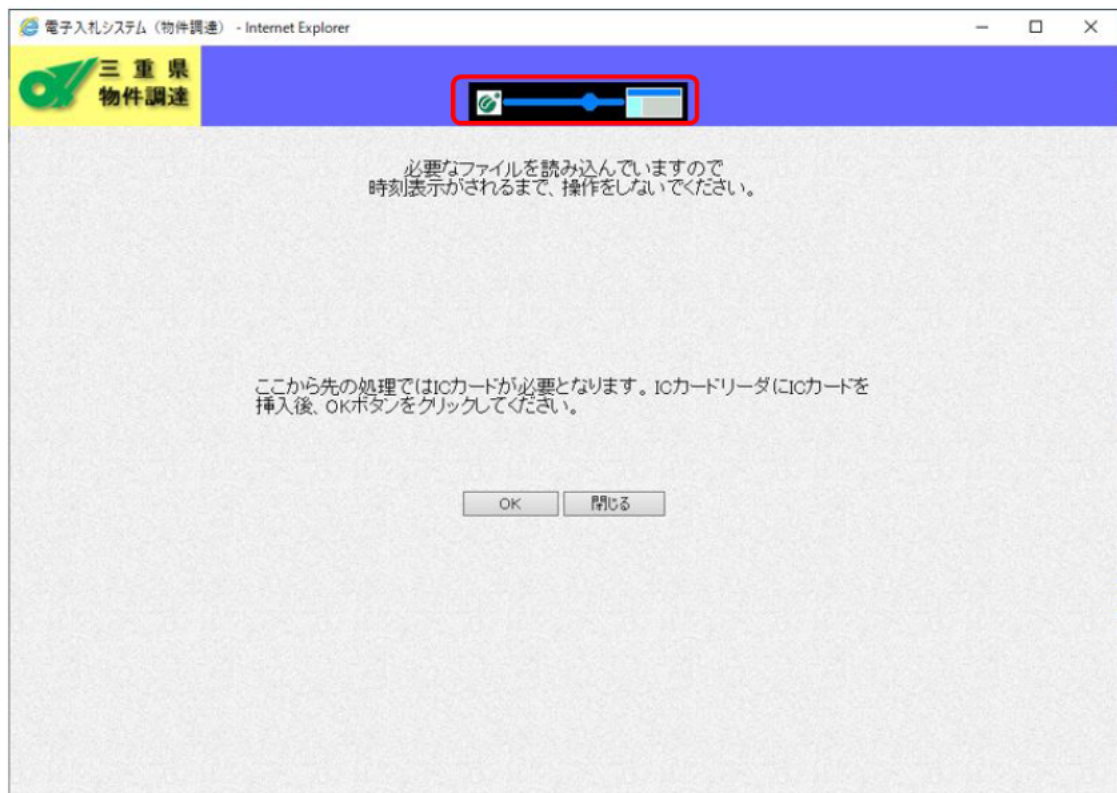 電子入札システム（物件調達） - Internet Explorer
三重県
物件調達
必要なファイルを読み込んでいますので
時刻表示がされるまで、操作をしないでください。
ここから先の処理ではICカードが必要となります。ICカードリーダにICカードを
挿入後、OKボタンをクリックしてください。
OK 閉じる